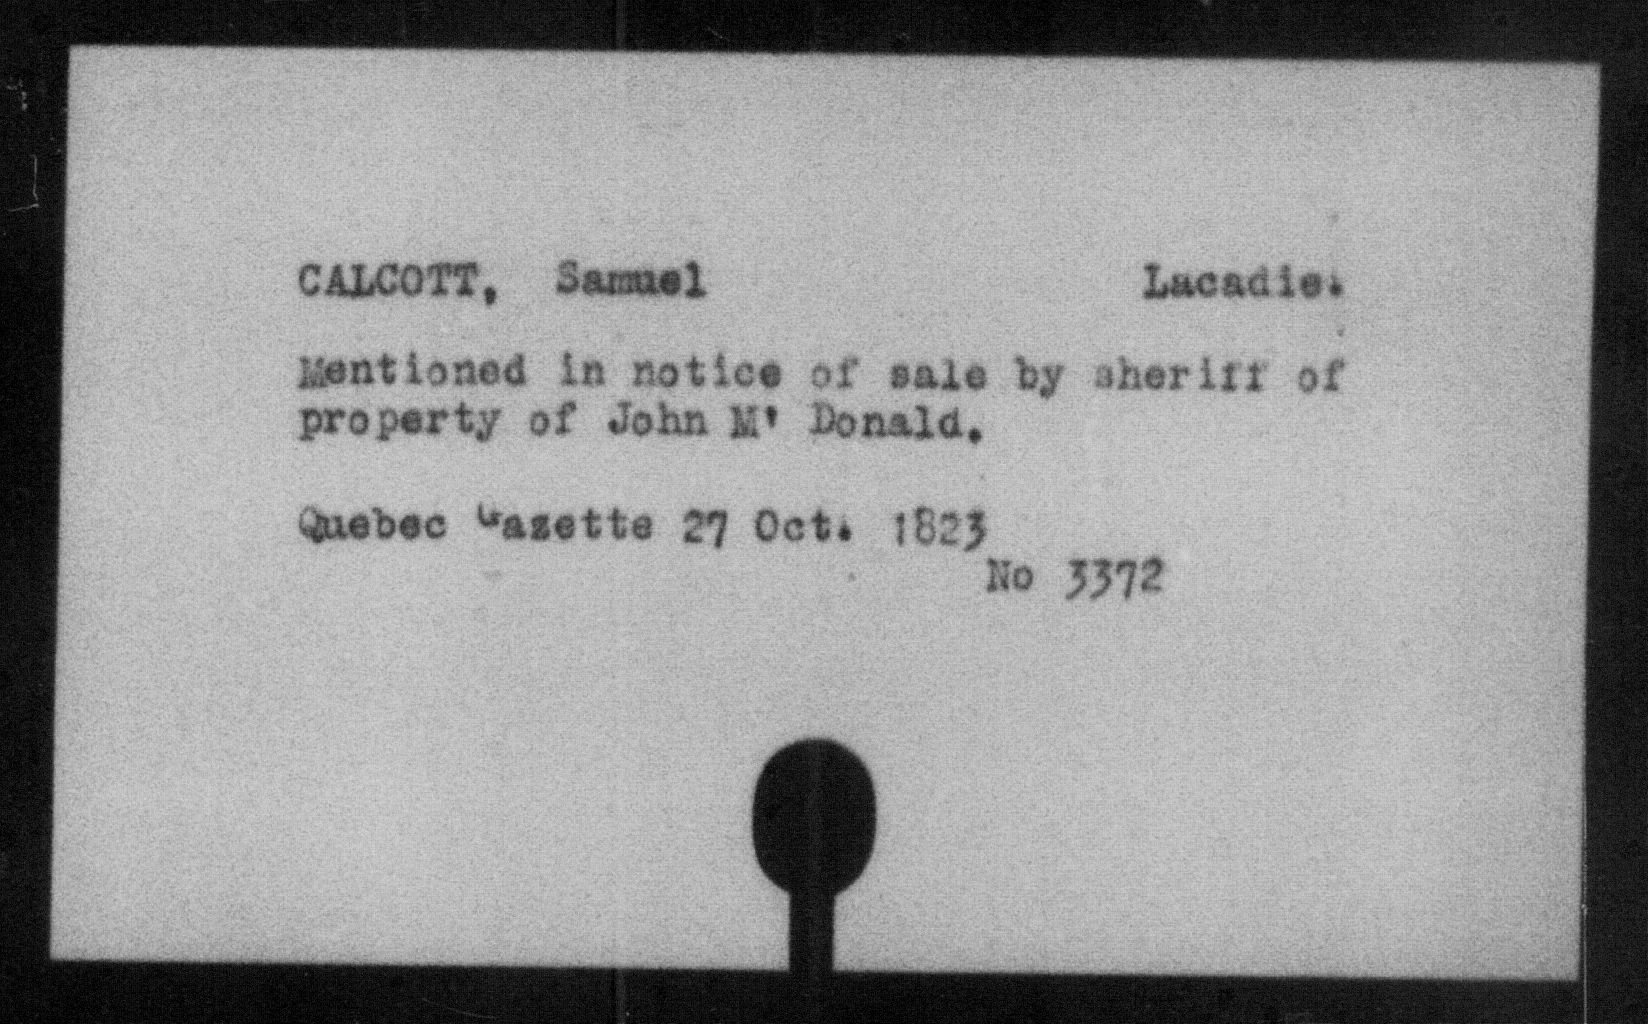 CALCOTT, Samuel Lacadie.
Mentioned in notice of sale by sheriff of
property of John M' Donald.
Quebec Gazette 27 Oct. 1823
No 3372